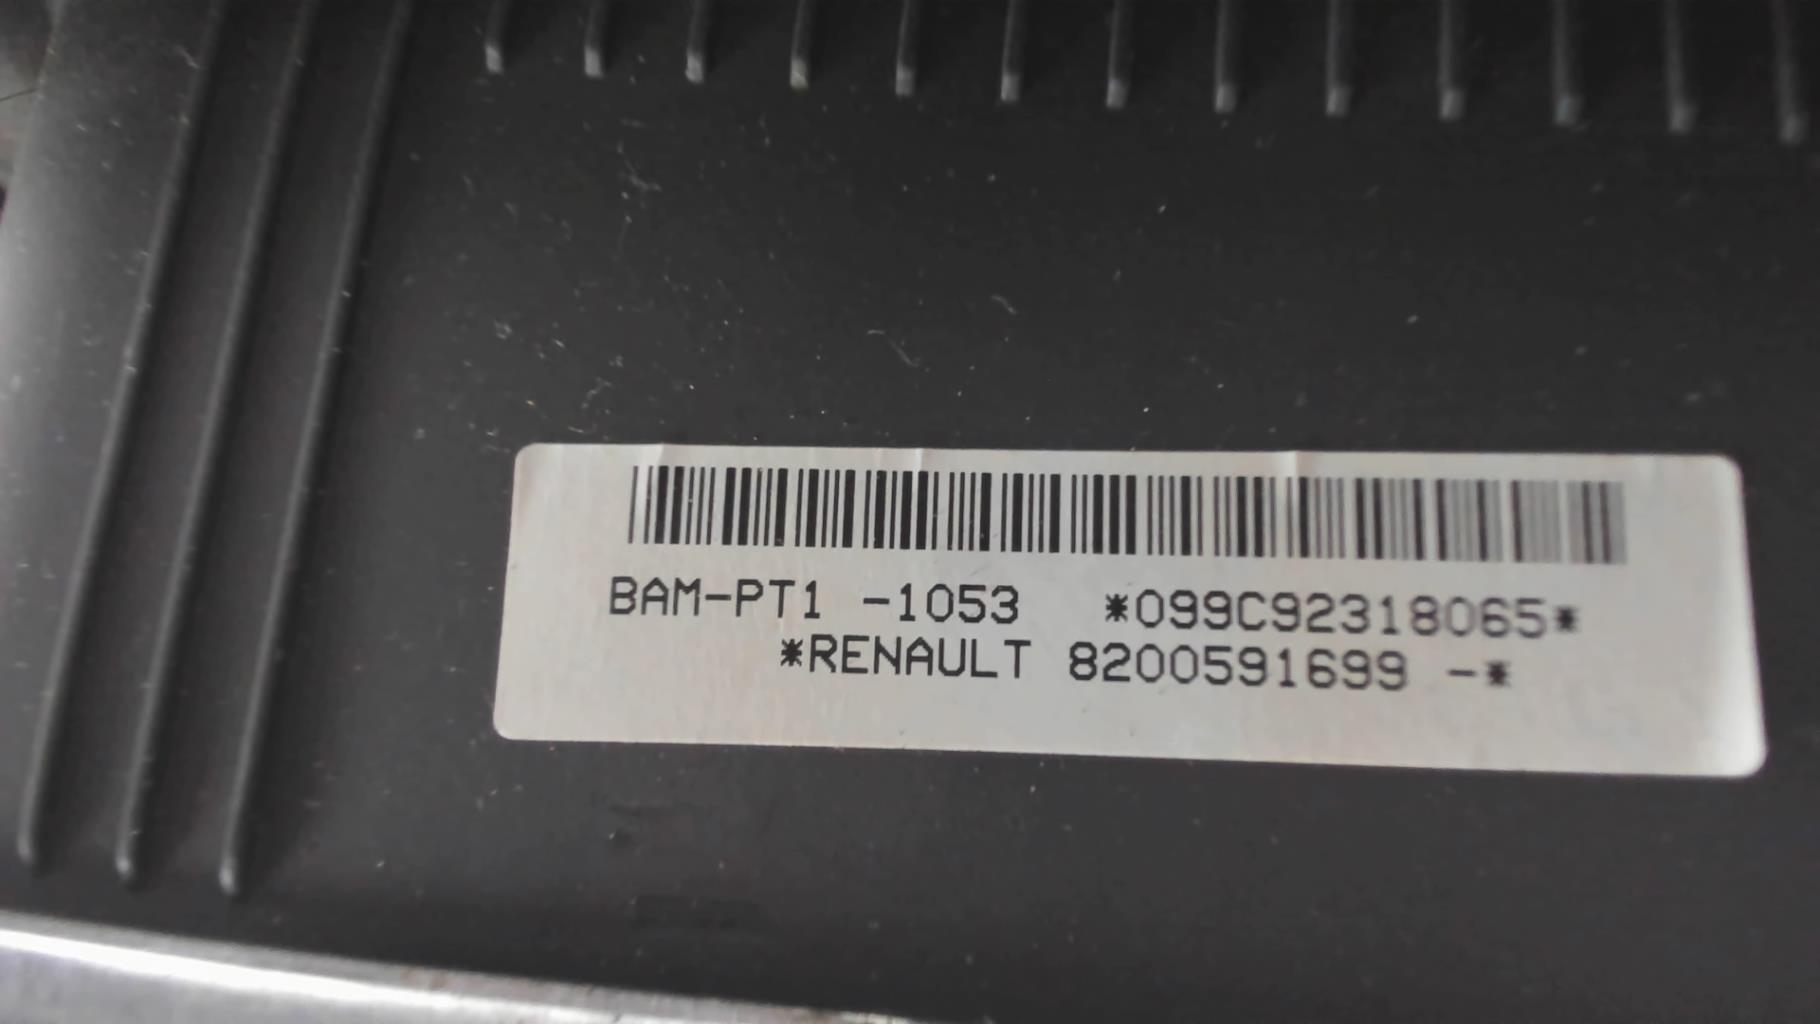 BAM-PT1 -1053 *099C92318065*
*RENAULT 8200591699 -*